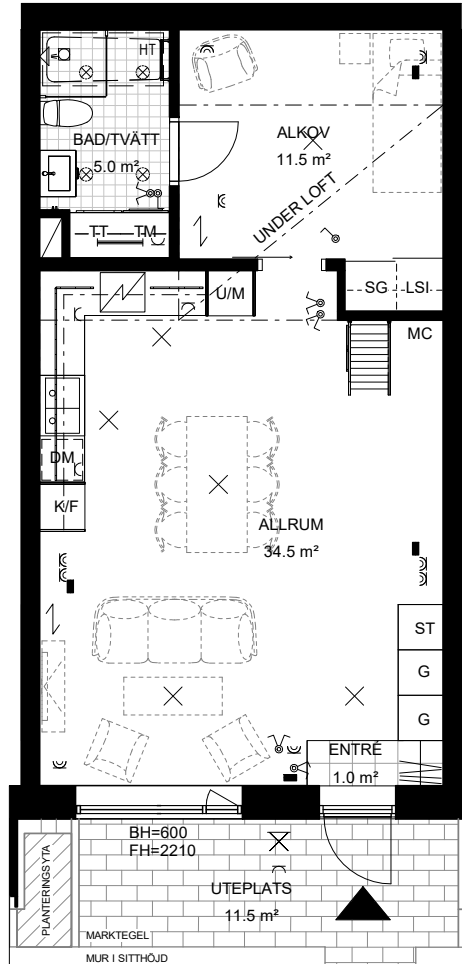 HT
BAD/TVÄTT
5.0 m²
ALKOV
11.5 m²
UNDER LOFT
TT
TM
U/M
SG
LSI
MC
DM
K/F
ALLRUM
34.5 m²
ST
G
G
ENTRÉ
1.0 m²
BH=600
FH=2210
PLANTERINGSYTA
UTEPLATS
11.5 m²
MARKTEGEL
MUR I SITTHÖJD